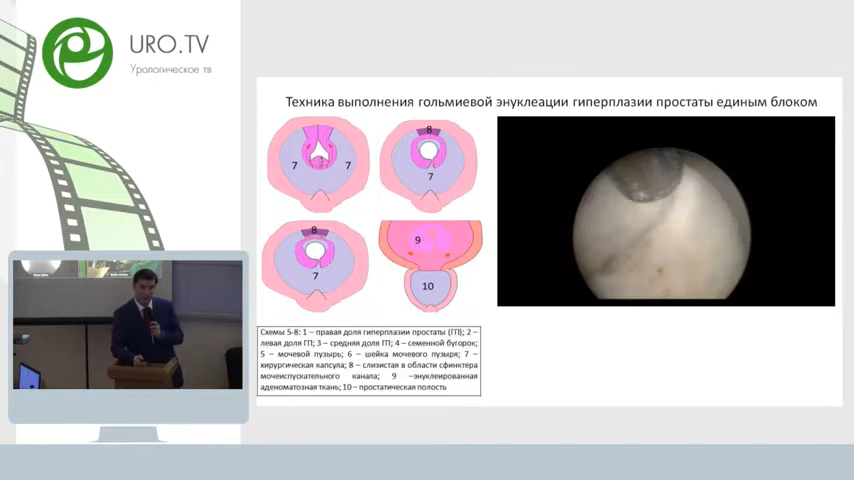 URO.TV
Урологическое тв
Техника выполнения гольмиевой энуклеации гиперплазии простаты единым блоком
7
7
8
7
8
7
9
10
Схемы 5-8: 1 – правая доля гиперплазии простаты (ГП); 2 –
левая доля ГП; 3 – средняя доля ГП; 4 – семенной бугорок;
5 – мочевой пузырь; 6 – шейка мочевого пузыря; 7 –
хирургическая капсула; 8 – слизистая в области сфинктера
мочеиспускательного канала; 9 –энуклеированная
аденоматозная ткань; 10 – простатическая полость